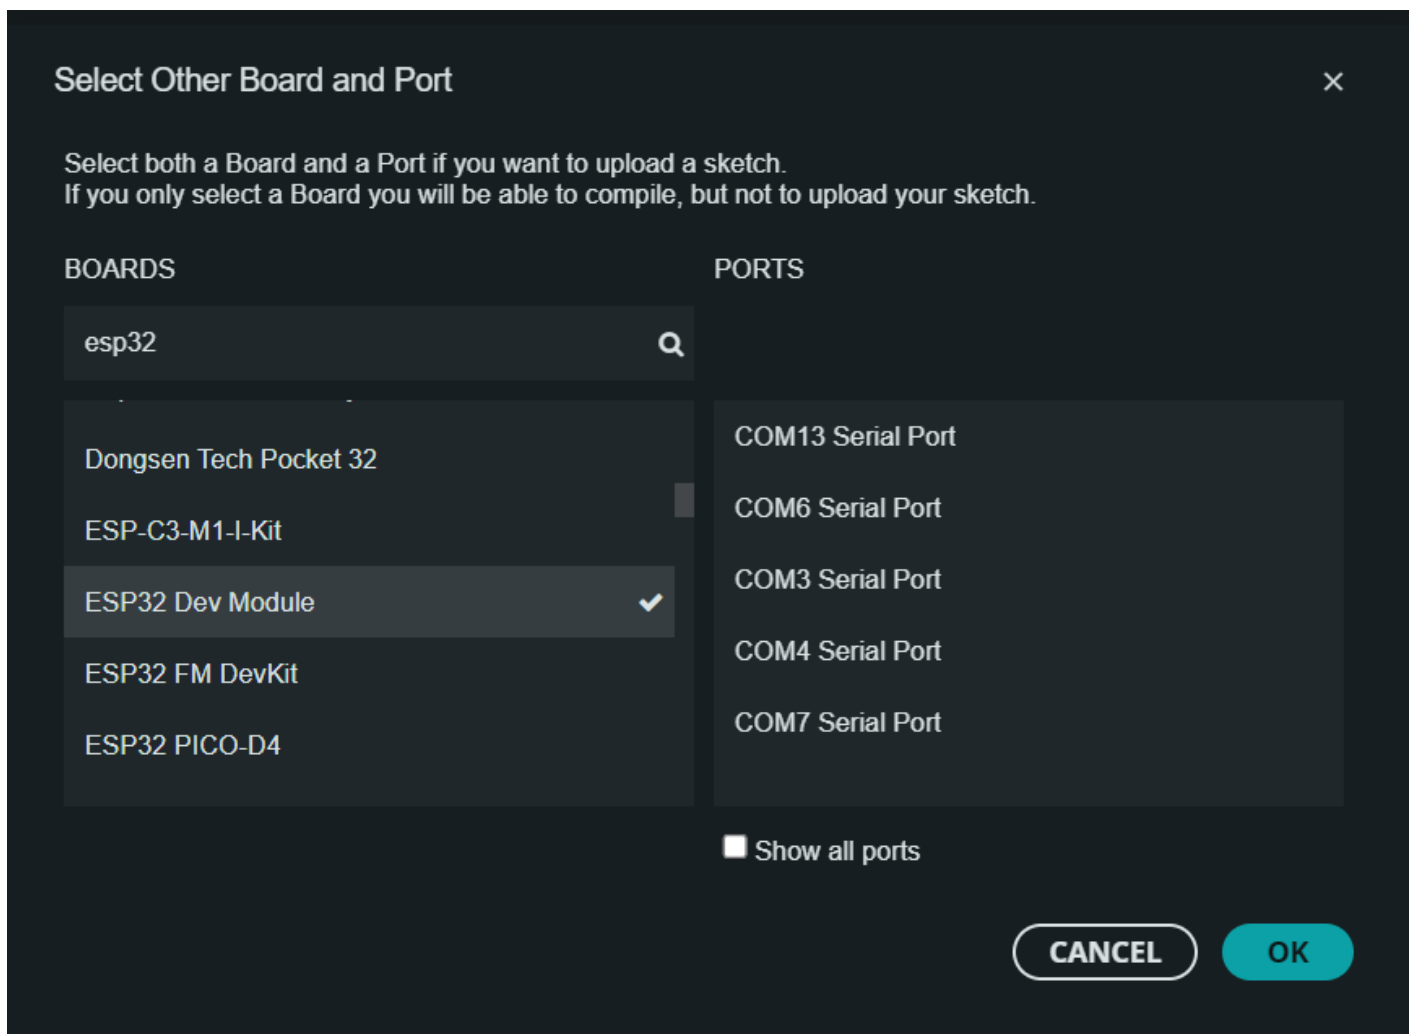 Select Other Board and Port
Select both a Board and a Port if you want to upload a sketch.
If you only select a Board you will be able to compile, but not to upload your sketch.
BOARDS
esp32
Dongsen Tech Pocket 32
ESP-C3-M1-I-Kit
ESP32 Dev Module
ESP32 FM DevKit
ESP32 PICO-D4
PORTS
COM13 Serial Port
COM6 Serial Port
COM3 Serial Port
COM4 Serial Port
COM7 Serial Port
Show all ports
CANCEL
OK